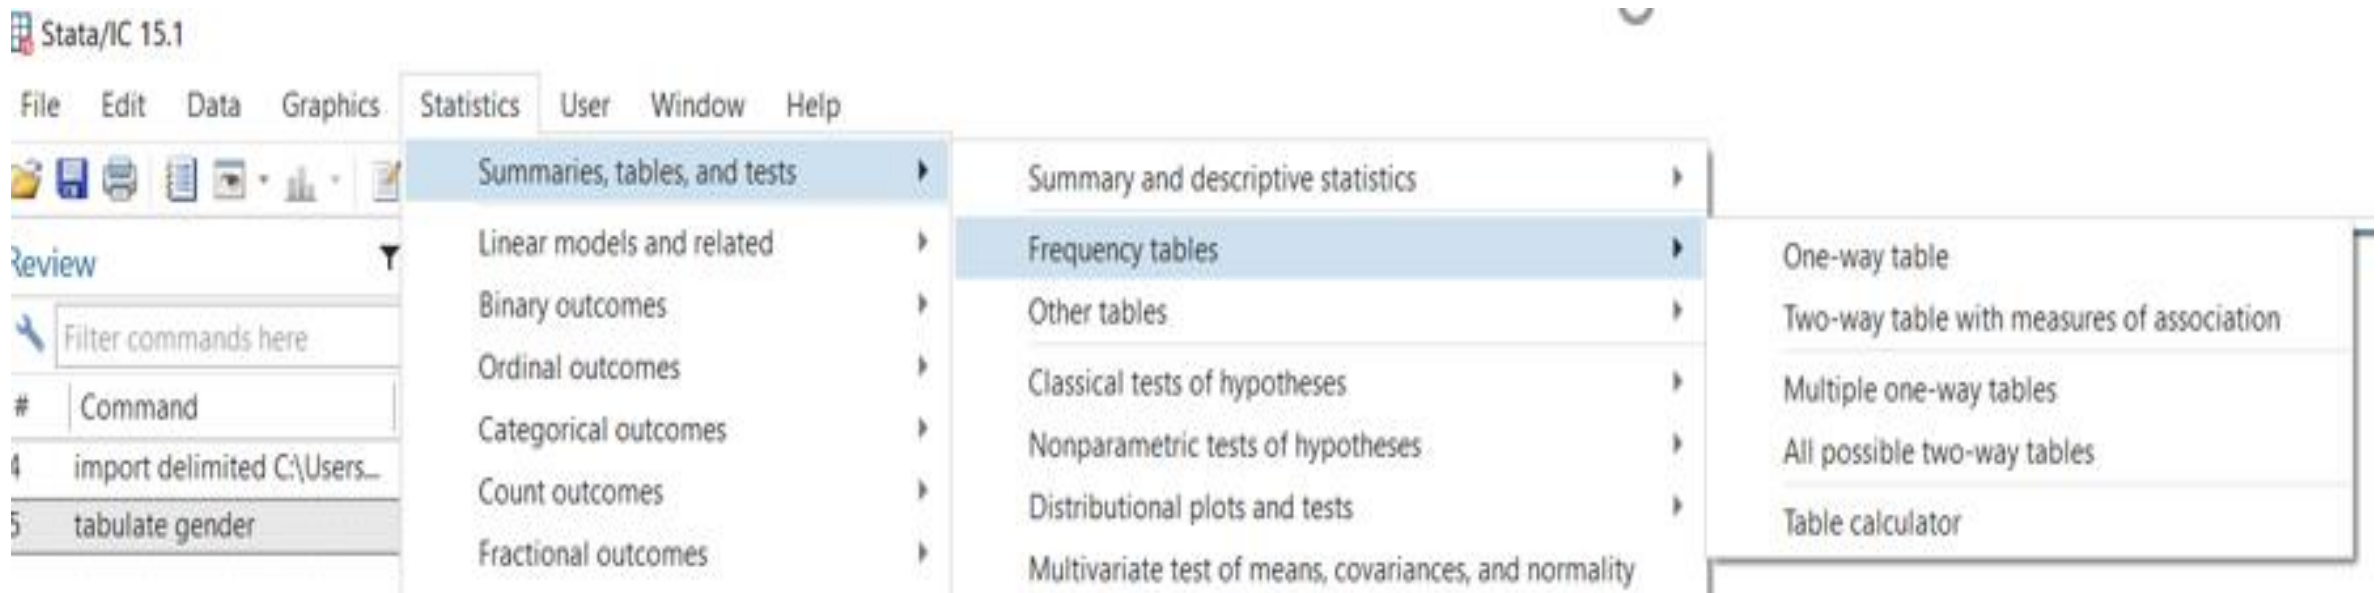 Stata/IC 15.1
File Edit Data Graphics Statistics User Window Help
Review
Filter commands here
# Command
4 import delimited C:\Users...
5 tabulate gender
Summaries, tables, and tests
Linear models and related
Binary outcomes
Ordinal outcomes
Categorical outcomes
Count outcomes
Fractional outcomes
Summary and descriptive statistics
Frequency tables
Other tables
Classical tests of hypotheses
Nonparametric tests of hypotheses
Distributional plots and tests
Multivariate test of means, covariances, and normality
One-way table
Two-way table with measures of association
Multiple one-way tables
All possible two-way tables
Table calculator